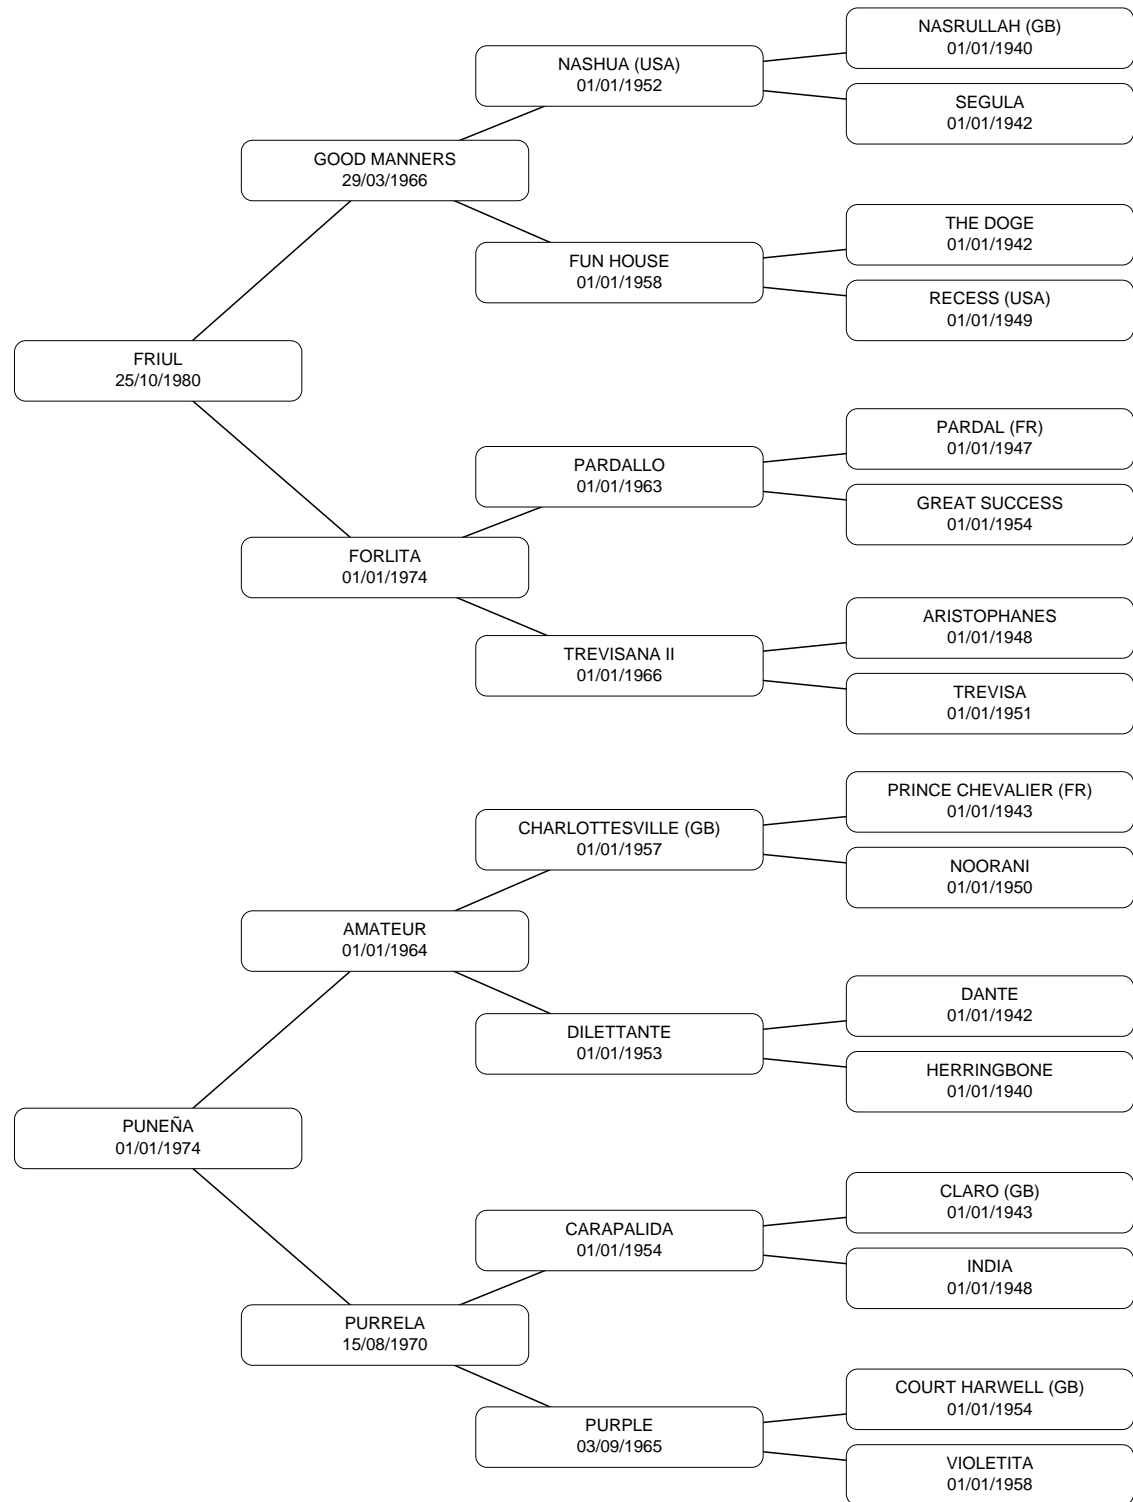 NASRULLAH (GB)
01/01/1940
NASHUA (USA)
01/01/1952
SEGULA
01/01/1942
GOOD MANNERS
29/03/1966
THE DOGE
01/01/1942
FUN HOUSE
01/01/1958
RECESS (USA)
01/01/1949
FRIUL
25/10/1980
PARDAL (FR)
01/01/1947
PARDALLO
01/01/1963
GREAT SUCCESS
01/01/1954
FORLITA
01/01/1974
ARISTOPHANES
01/01/1948
TREVISANA II
01/01/1966
TREVISA
01/01/1951
PRINCE CHEVALIER (FR)
01/01/1943
CHARLOTTESVILLE (GB)
01/01/1957
NOORANI
01/01/1950
AMATEUR
01/01/1964
DANTE
01/01/1942
DILETTANTE
01/01/1953
HERRINGBONE
01/01/1940
PUNEÑA
01/01/1974
CLARO (GB)
01/01/1943
CARAPALIDA
01/01/1954
INDIA
01/01/1948
PURRELA
15/08/1970
COURT HARWELL (GB)
01/01/1954
PURPLE
03/09/1965
VIOLETITA
01/01/1958